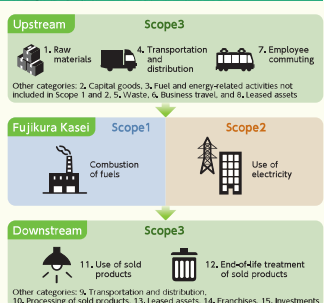 Upstream
Scope3
1. Raw materials
4. Transportation and distribution
7. Employee commuting
Other categories: 2. Capital goods, 3. Fuel and energy-related activities not
included in Scope 1 and 2, 5. Waste, 6. Business travel, and 8. Leased assets
Fujikura Kasei
Scope1
Scope2
Combustion of fuels
Use of electricity
Downstream
Scope3
11. Use of sold products
12. End-of-life treatment of sold products
Other categories: 9. Transportation and distribution,
10. Processing of sold products, 13. Leased assets, 14. Franchises, 15. Investments